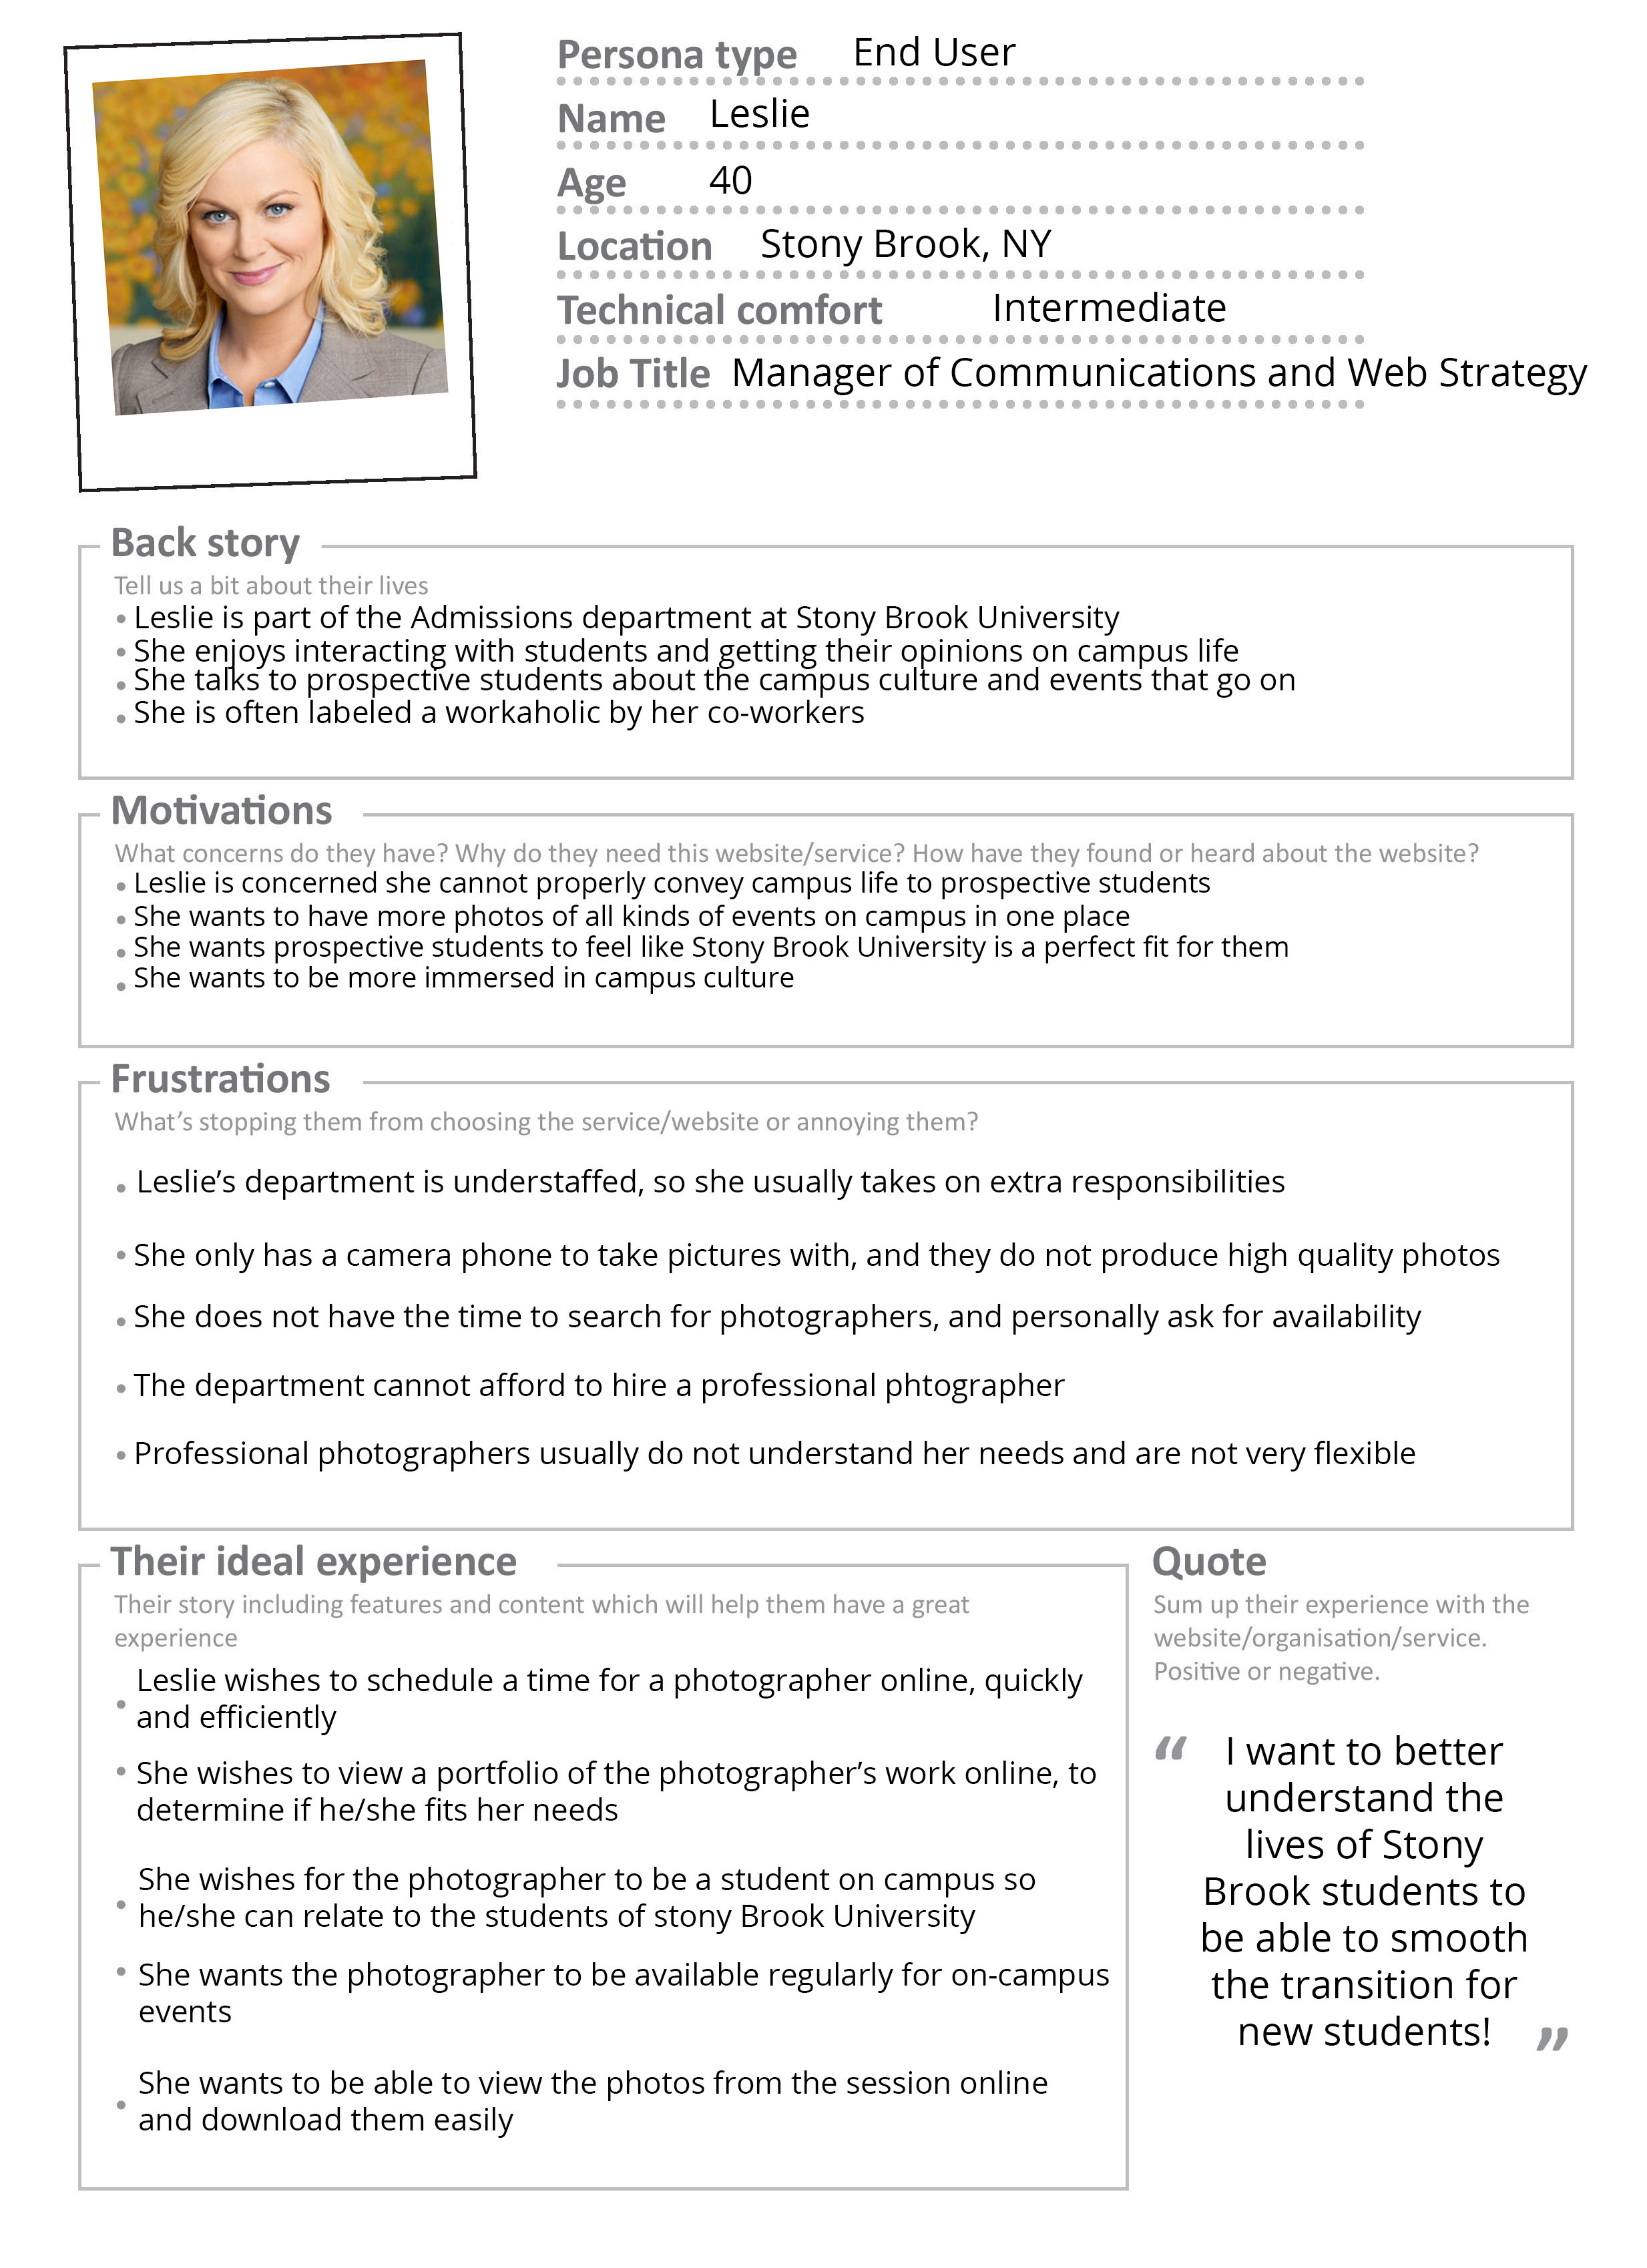 Persona type End User
Name Leslie
Age 40
Location Stony Brook, NY
Technical comfort Intermediate
Job Title Manager of Communications and Web Strategy
Back story
Tell us a bit about their lives
• Leslie is part of the Admissions department at Stony Brook University
• She enjoys interacting with students and getting their opinions on campus life
• She talks to prospective students about the campus culture and events that go on
• She is often labeled a workaholic by her co-workers
Motivations
What concerns do they have? Why do they need this website/service? How have they found or heard about the website?
• Leslie is concerned she cannot properly convey campus life to prospective students
• She wants to have more photos of all kinds of events on campus in one place
• She wants prospective students to feel like Stony Brook University is a perfect fit for them
• She wants to be more immersed in campus culture
Frustrations
What’s stopping them from choosing the service/website or annoying them?
• Leslie’s department is understaffed, so she usually takes on extra responsibilities
• She only has a camera phone to take pictures with, and they do not produce high quality photos
• She does not have the time to search for photographers, and personally ask for availability
• The department cannot afford to hire a professional phtographer
• Professional photographers usually do not understand her needs and are not very flexible
Their ideal experience
Their story including features and content which will help them have a great
experience
• Leslie wishes to schedule a time for a photographer online, quickly
and efficiently
• She wishes to view a portfolio of the photographer’s work online, to
determine if he/she fits her needs
• She wishes for the photographer to be a student on campus so
he/she can relate to the students of stony Brook University
• She wants the photographer to be available regularly for on-campus
events
• She wants to be able to view the photos from the session online
and download them easily
Quote
Sum up their experience with the
website/organisation/service.
Positive or negative.
“ I want to better
understand the
lives of Stony
Brook students to
be able to smooth
the transition for
new students! ”